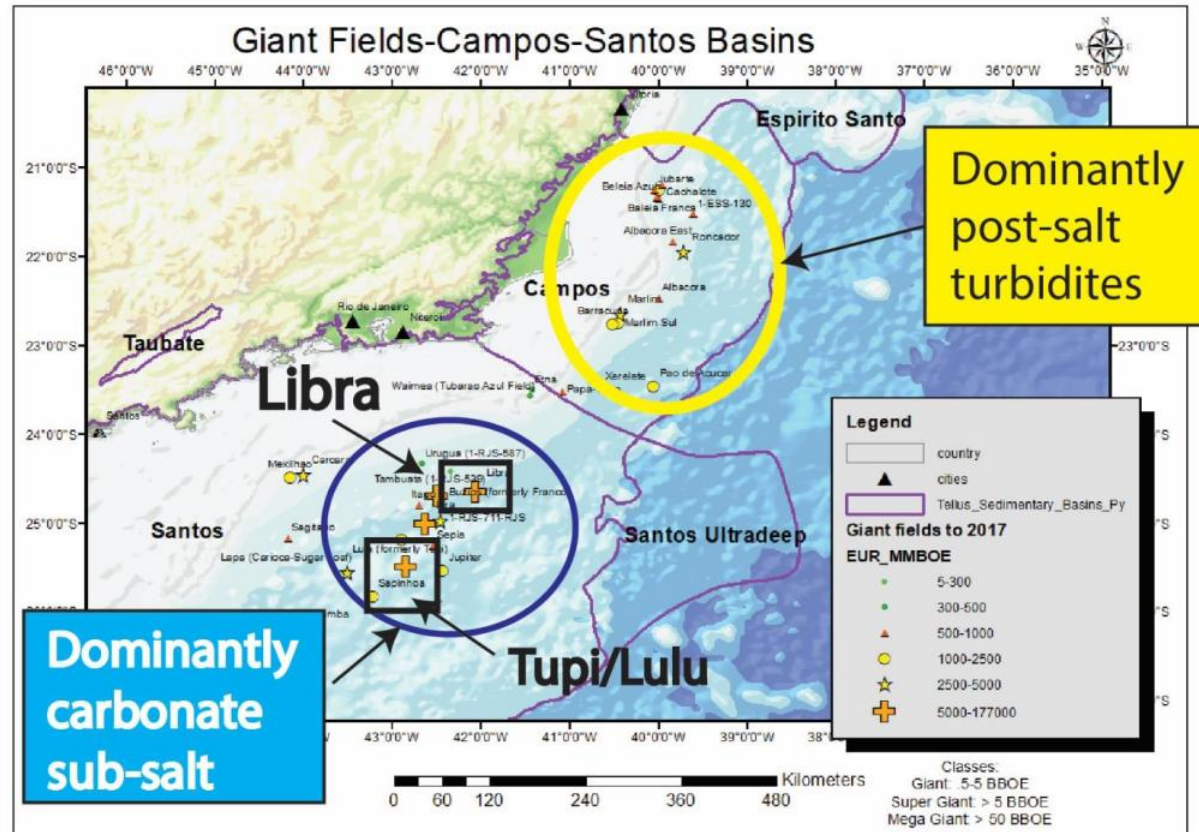 Giant Fields-Campos-Santos Basins
N
W
E
46°0'0"W
45°0'0"W
44°0'0"W
43°0'0"W
42°0'0"W
41°0'0"W
40°0'0"W
39°0'0"W
38°0'0"W
37°0'0"W
36°0'0"W
35°0'0"W
Espirito Santo
21°0'0"S
22°0'0"S
23°0'0"S
24°0'0"S
25°0'0"S
Dominantly
post-salt
turbidites
Jubarte
Cachalote
Baleia Franca
1-ESS-130
Albacora East
Roncador
Campos
Albacora
Marlim
Barracuda
Marlim Sul
Rio de Janeiro
Niteroi
Taubate
23°0'0"S
Xerelete
Pao de Acucar
Waimea (Tubarao Azul Field)
Libra
Santos
Urugua (1-RJS-587)
Mexilhao
Carcara
Libra
Tambuata (1-RJS-529)
Santos
1-RJS-711-RJS
Sagitario
Sepia
Santos Ultradeep
Jupiter
Sapinhoa
Tupi/Lulu
Dominantly
carbonate
sub-salt
43°0'0"W
42°0'0"W
41°0'0"W
40°0'0"W
39°0'0"W
Legend
country
cities
Tellus_Sedimentary_Basins_Py
Giant fields to 2017
EUR_MMBOE
5-300
300-500
500-1000
1000-2500
2500-5000
5000-177000
Kilometers
0 60 120 240 360 480
Classes:
Giant: .5-5 BBOE
Super Giant: > 5 BBOE
Mega Giant: > 50 BBOE